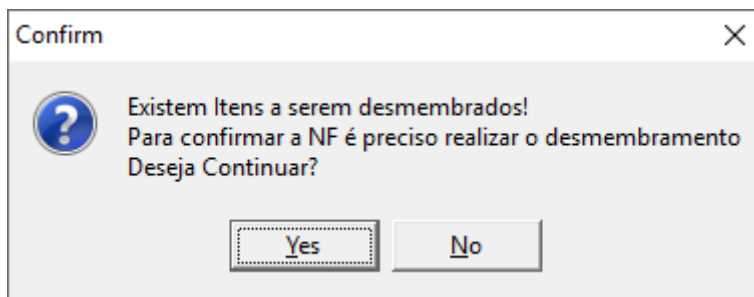 Confirm
Existem Itens a serem desmembrados!
Para confirmar a NF é preciso realizar o desmembramento
Deseja Continuar?
Yes
No